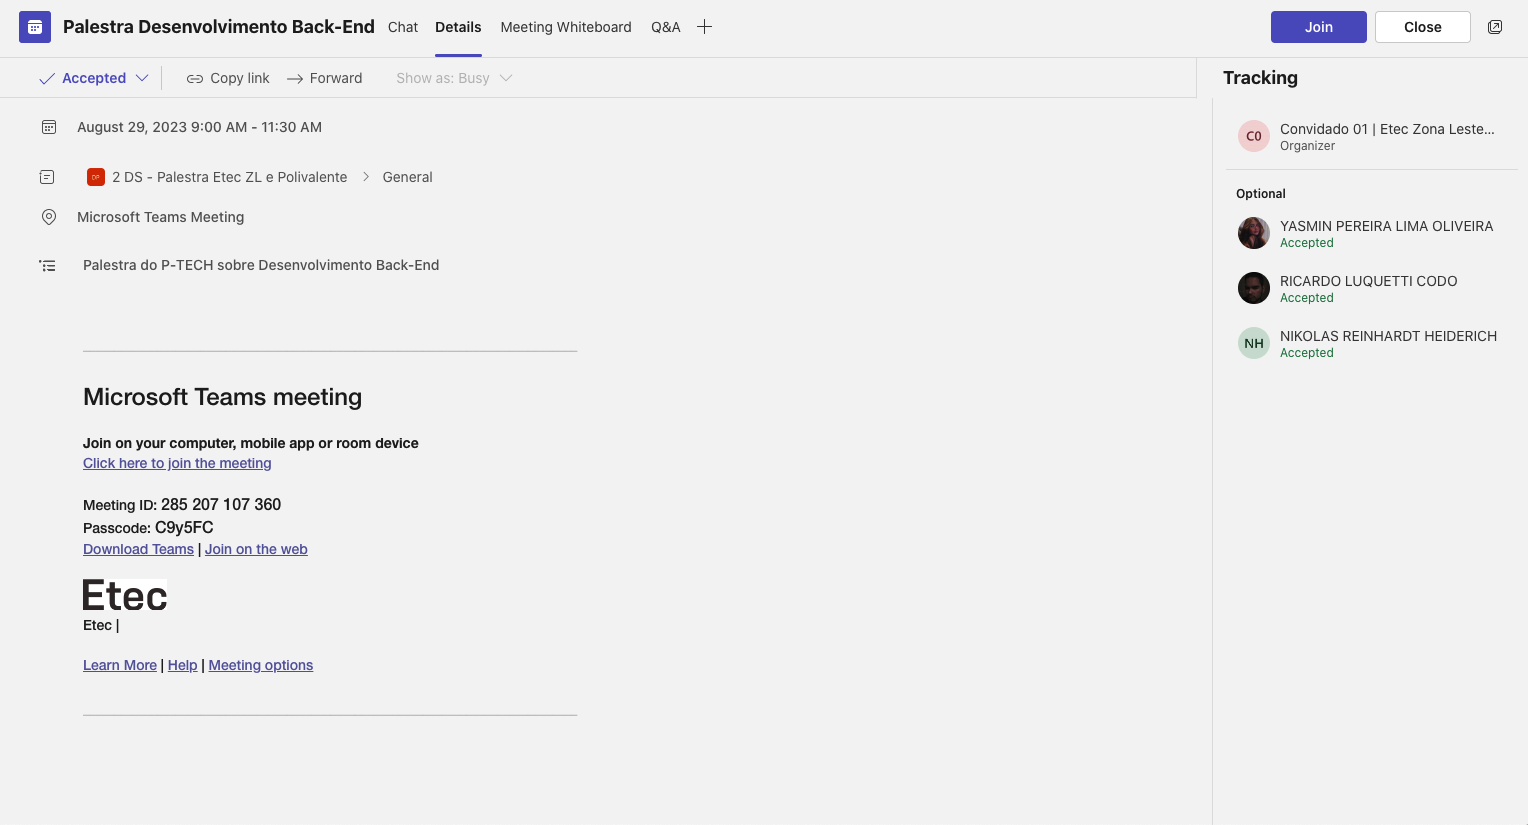 Palestra Desenvolvimento Back-End Chat Details Meeting Whiteboard Q&A Join Close
Accepted Copy link Forward Show as: Busy
August 29, 2023 9:00 AM - 11:30 AM
DP 2 DS - Palestra Etec ZL e Polivalente General
Microsoft Teams Meeting
Palestra do P-TECH sobre Desenvolvimento Back-End
Microsoft Teams meeting
Join on your computer, mobile app or room device
Click here to join the meeting
Meeting ID: 285 207 107 360
Passcode: C9y5FC
Download Teams | Join on the web
Etec
Etec |
Learn More | Help | Meeting options
Tracking
C0 Convidado 01 | Etec Zona Leste...
Organizer
Optional
YASMIN PEREIRA LIMA OLIVEIRA
Accepted
RICARDO LUQUETTI CODO
Accepted
NH NIKOLAS REINHARDT HEIDERICH
Accepted